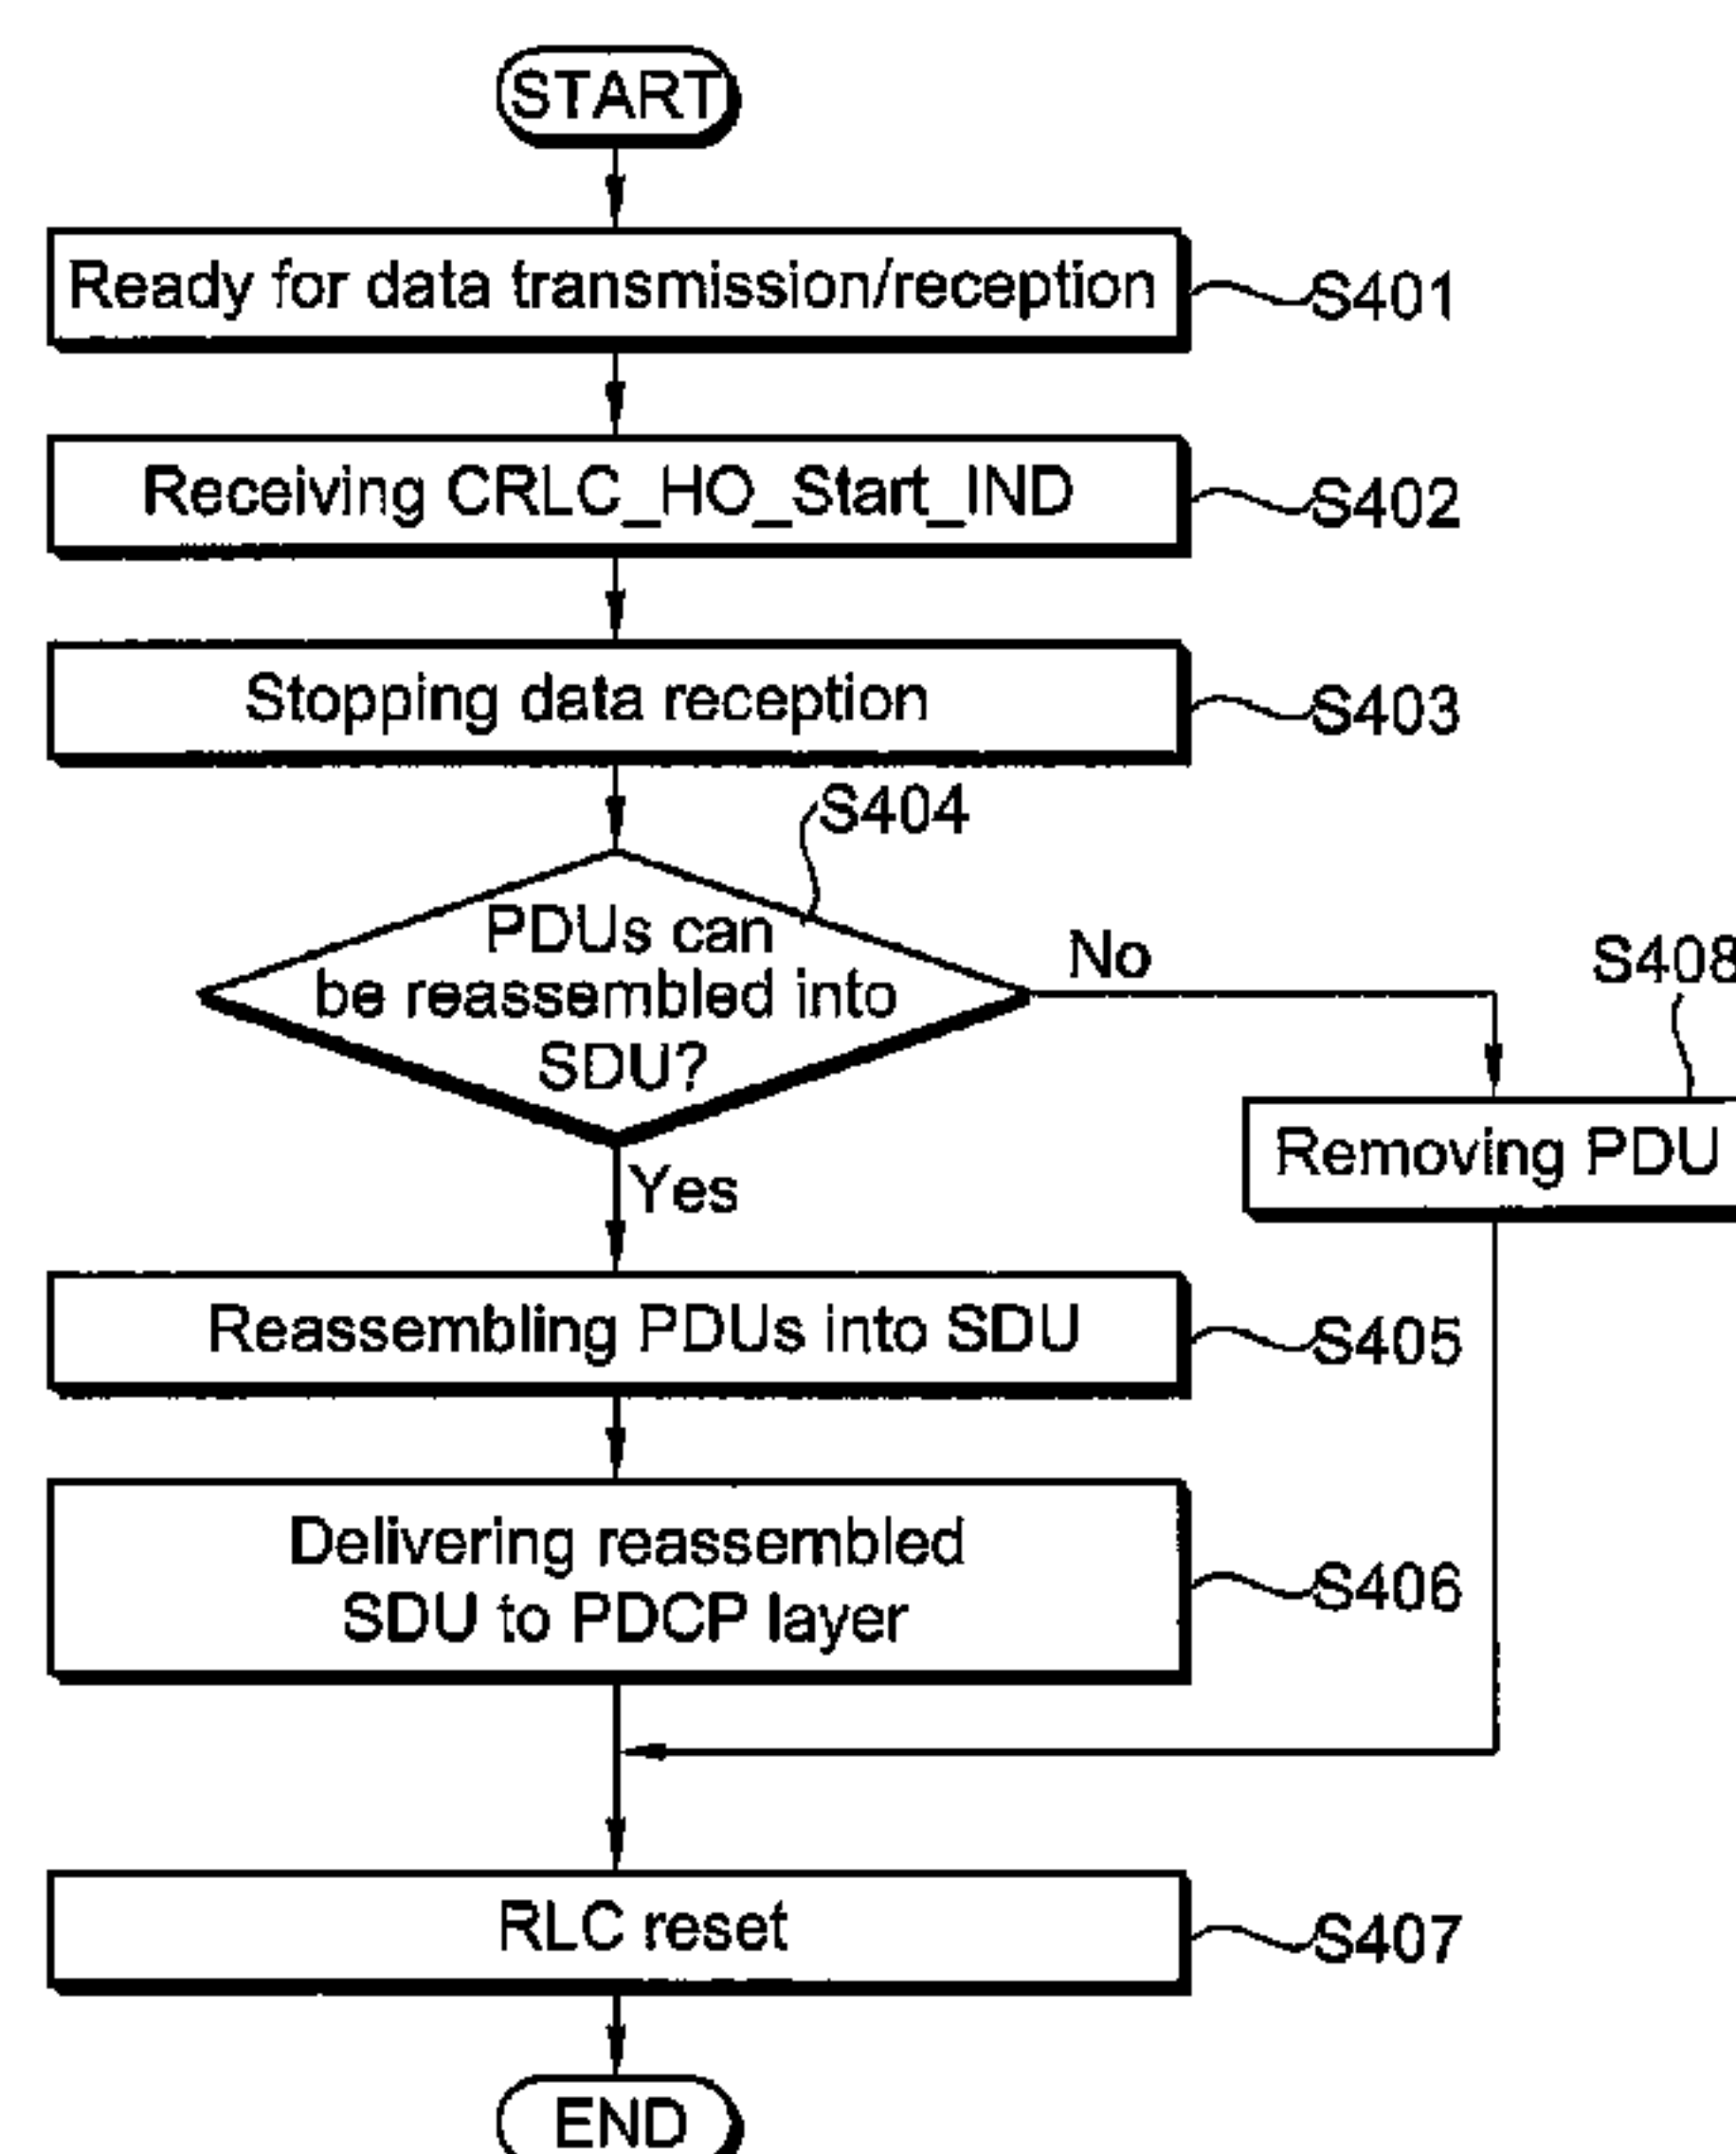 START
Ready for data transmission/reception
S401
Receiving CRLC_HO_Start_IND
S402
Stopping data reception
S403
S404
PDUs can
be reassembled into
SDU?
No
S408
Removing PDU
Yes
Reassembling PDUs into SDU
S405
Delivering reassembled
SDU to PDCP layer
S406
RLC reset
S407
END